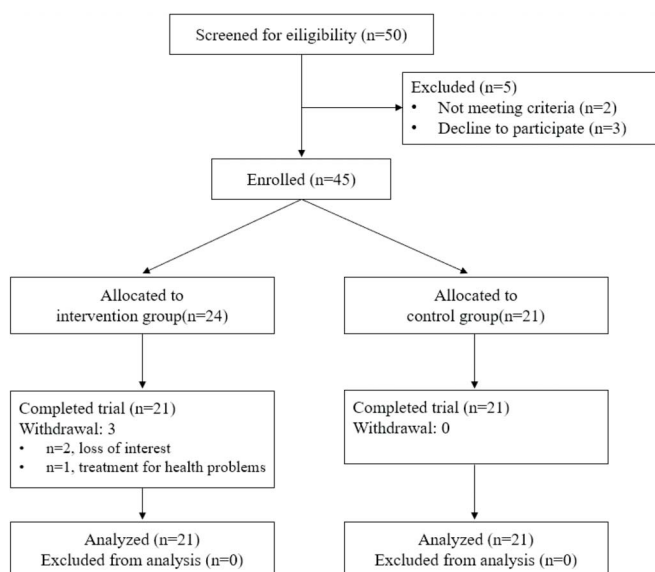 Screened for eiligibility (n=50)
Excluded (n=5)
• Not meeting criteria (n=2)
• Decline to participate (n=3)
Enrolled (n=45)
Allocated to
intervention group(n=24)
Allocated to
control group(n=21)
Completed trial (n=21)
Withdrawal: 3
• n=2, loss of interest
• n=1, treatment for health problems
Completed trial (n=21)
Withdrawal: 0
Analyzed (n=21)
Excluded from analysis (n=0)
Analyzed (n=21)
Excluded from analysis (n=0)